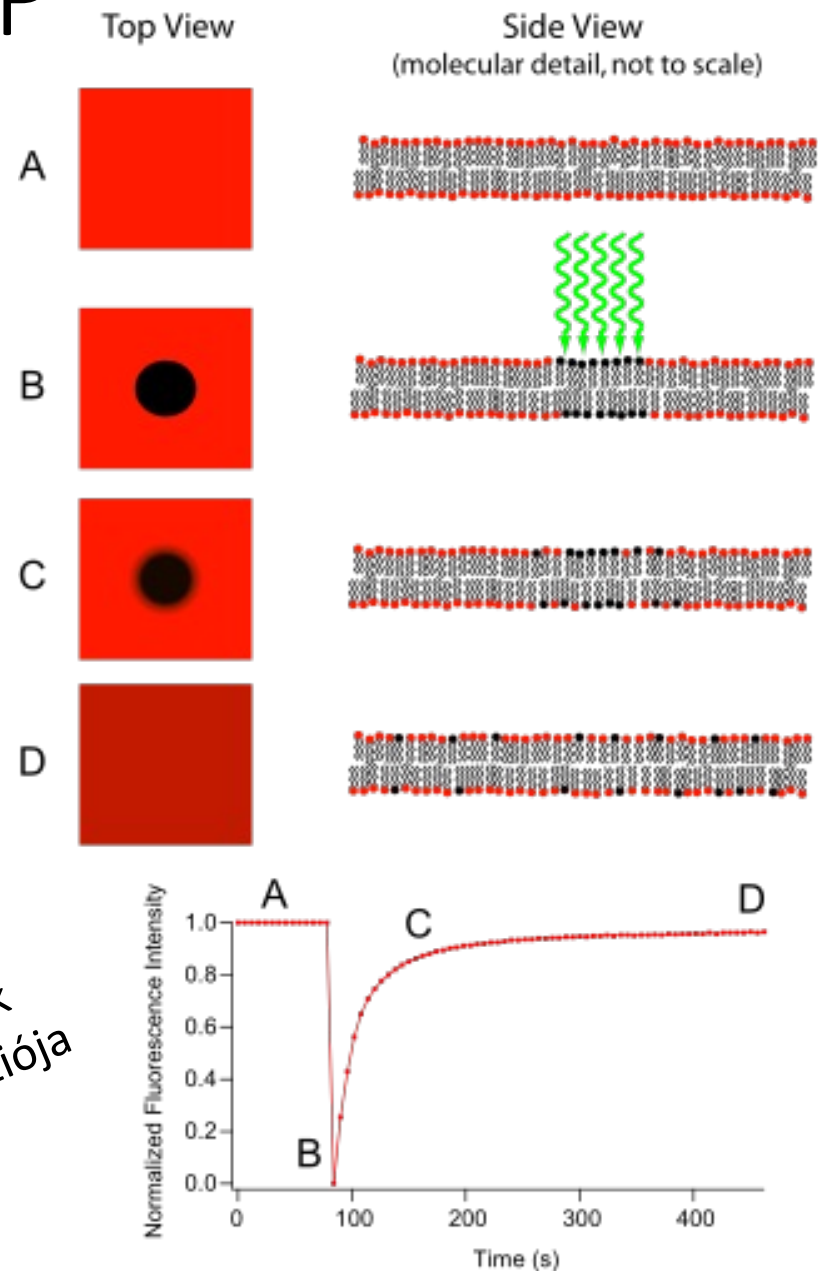 Top View
Side View
(molecular detail, not to scale)
A
B
C
D
A
B
C
D
Normalized Fluorescence Intensity
1.0
0.8
0.6
0.4
0.2
0.0
0 100 200 300 400
Time (s)